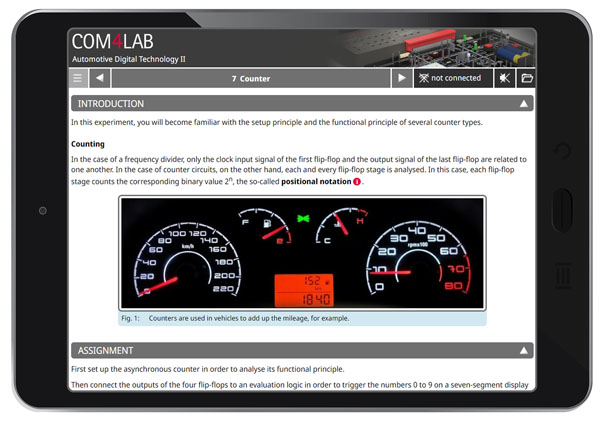 COM4LAB
Automotive Digital Technology II
7 Counter
not connected
INTRODUCTION
In this experiment, you will become familiar with the setup principle and the functional principle of several counter types.
Counting
In the case of a frequency divider, only the clock input signal of the first flip-flop and the output signal of the last flip-flop are related to
one another. In the case of counter circuits, on the other hand, each and every flip-flop stage is analysed. In this case, each flip-flop
stage counts the corresponding binary value 2ⁿ, the so-called positional notation i .
0 20 40 60 80 100 120 140 160 180 200 220
km/h
F E
C H
152
km
1840
0 10 20 30 40 50 60 70 80
rpmx100
Fig. 1: Counters are used in vehicles to add up the mileage, for example.
ASSIGNMENT
First set up the asynchronous counter in order to analyse its functional principle.
Then connect the outputs of the four flip-flops to an evaluation logic in order to trigger the numbers 0 to 9 on a seven-segment display